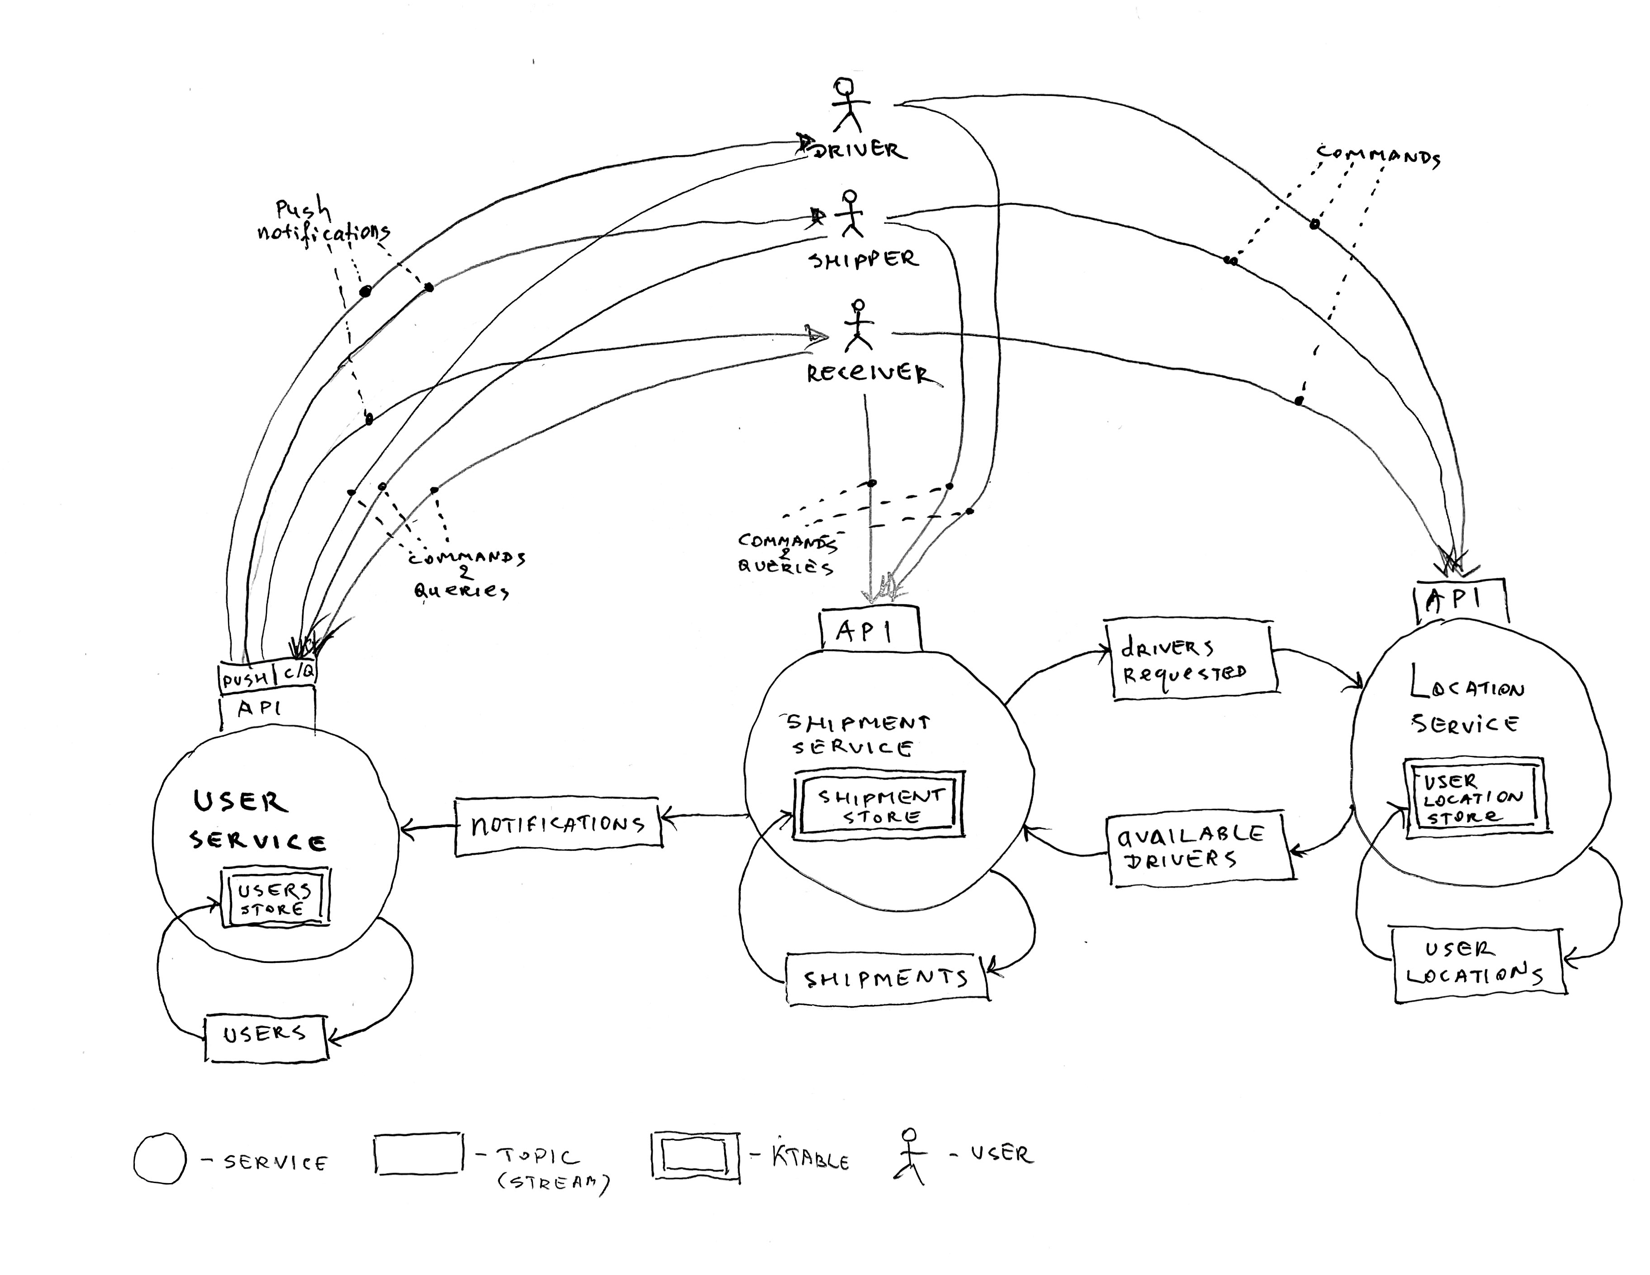 DRIVER
COMMANDS
Push
notifications
SHIPPER
RECEIVER
COMMANDS
&
QUERIES
COMMANDS
&
QUERIES
API
API
drivers
Requested
PUSH C/Q
API
LOCATION
SERVICE
SHIPMENT
SERVICE
USER
LOCATION
STORE
SHIPMENT
STORE
USER
SERVICE
NOTIFICATIONS
AVAILABLE
DRIVERS
USERS
STORE
USER
LOCATIONS
SHIPMENTS
USERS
- SERVICE
- TOPIC
(STREAM)
- KTABLE
- USER